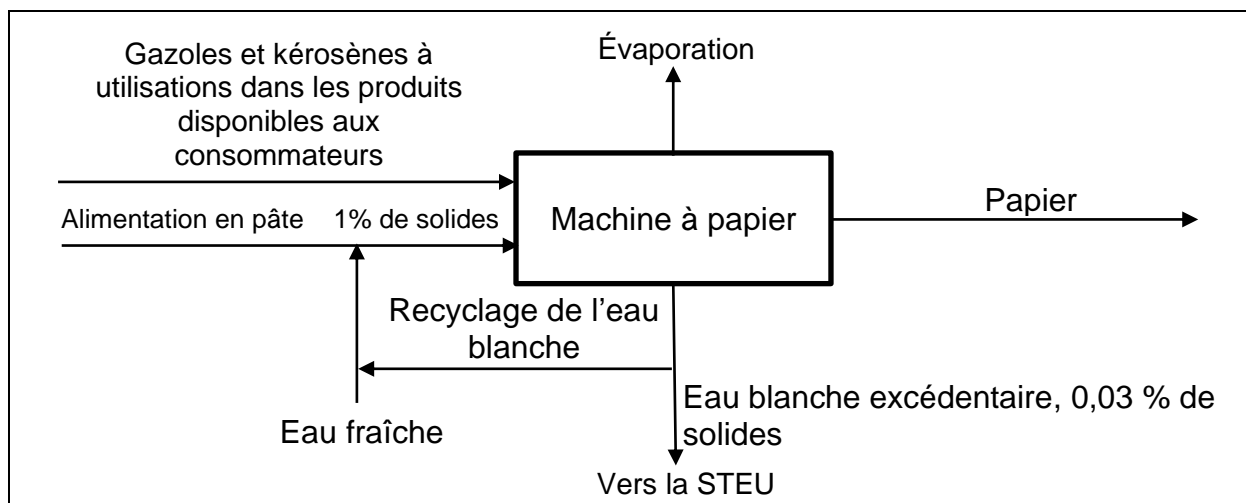 Gazoles et kérosènes à
utilisations dans les produits
disponibles aux
consommateurs
Évaporation
Alimentation en pâte 1% de solides
Machine à papier
Papier
Recyclage de l’eau
blanche
Eau fraîche
Eau blanche excédentaire, 0,03 % de
solides
Vers la STEU